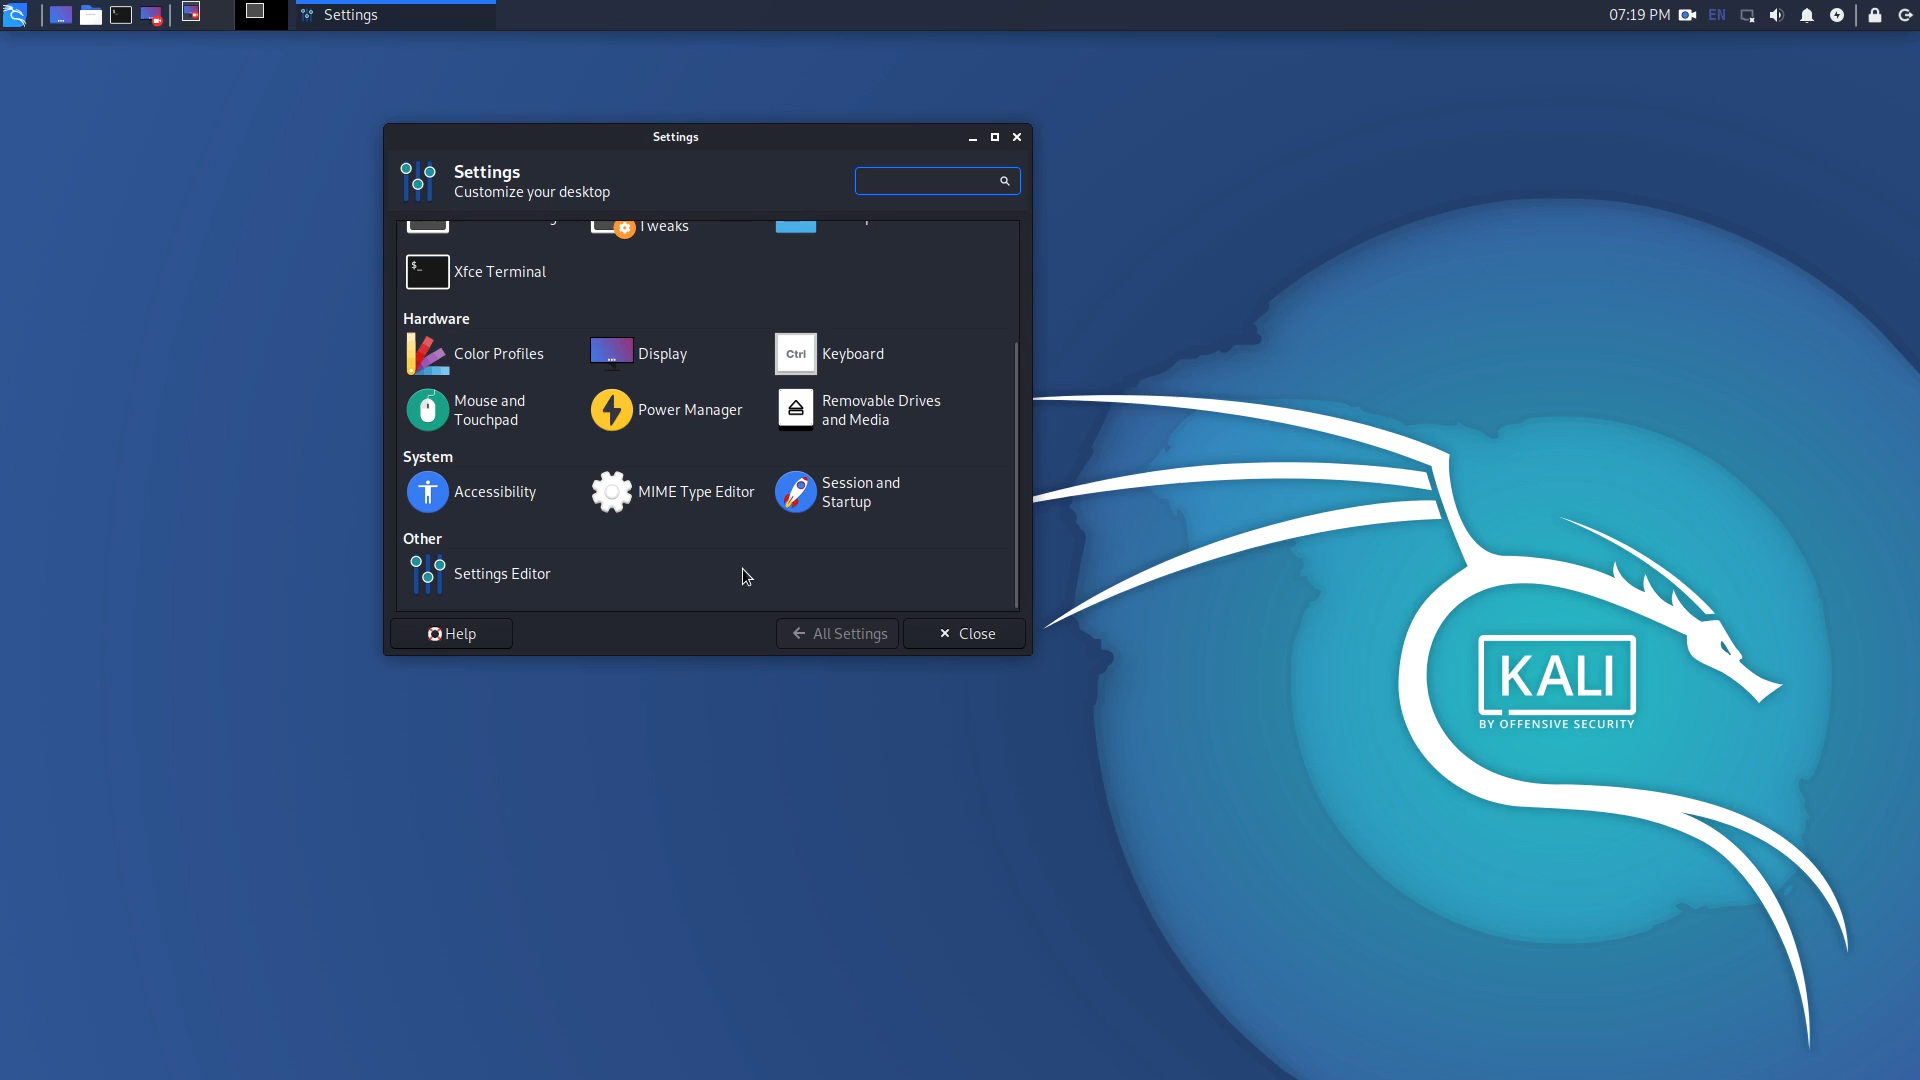 Settings
07:19 PM
EN
Settings
Settings
Customize your desktop
Tweaks
$_
Xfce Terminal
Hardware
Color Profiles
Display
Ctrl
Keyboard
Mouse and
Touchpad
Power Manager
Removable Drives
and Media
System
Accessibility
MIME Type Editor
Session and
Startup
Other
Settings Editor
Help
All Settings
Close
KALI
BY OFFENSIVE SECURITY